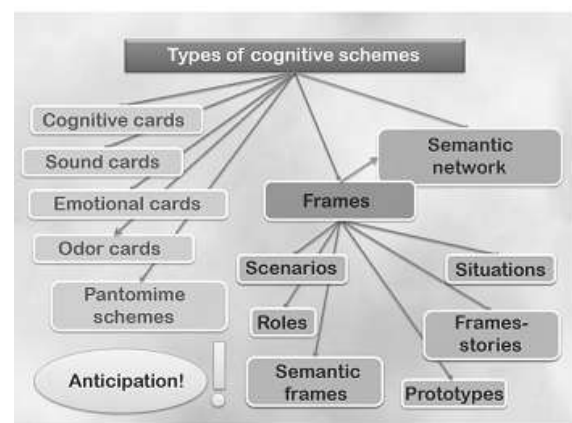 Types of cognitive schemes
Cognitive cards
Sound cards
Emotional cards
Odor cards
Pantomime
schemes
Anticipation!
!
Semantic
network
Frames
Scenarios
Situations
Roles
Frames-
stories
Semantic
frames
Prototypes